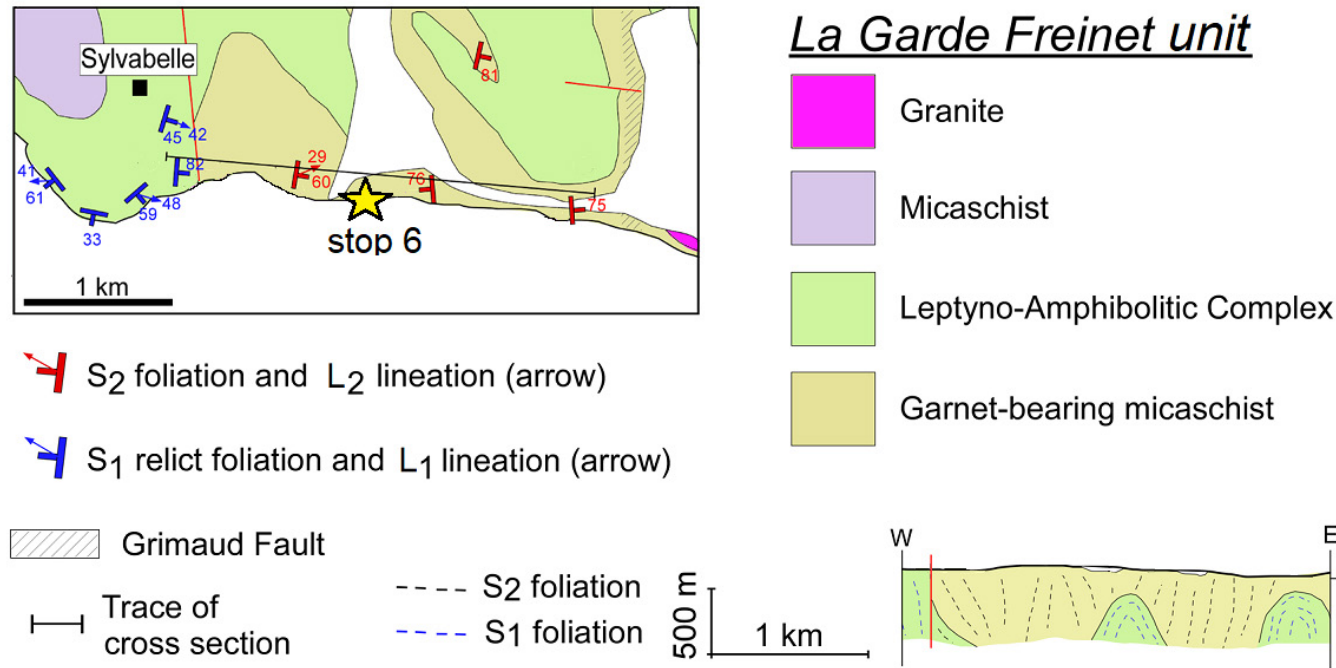 Sylvabelle
81
45 42
82
29
60
41
61
59 48
33
76
75
stop 6
1 km
La Garde Freinet unit
Granite
Micaschist
Leptyno-Amphibolitic Complex
Garnet-bearing micaschist
S2 foliation and L2 lineation (arrow)
S1 relict foliation and L1 lineation (arrow)
Grimaud Fault
Trace of
cross section
S2 foliation
S1 foliation
500 m
1 km
W
E